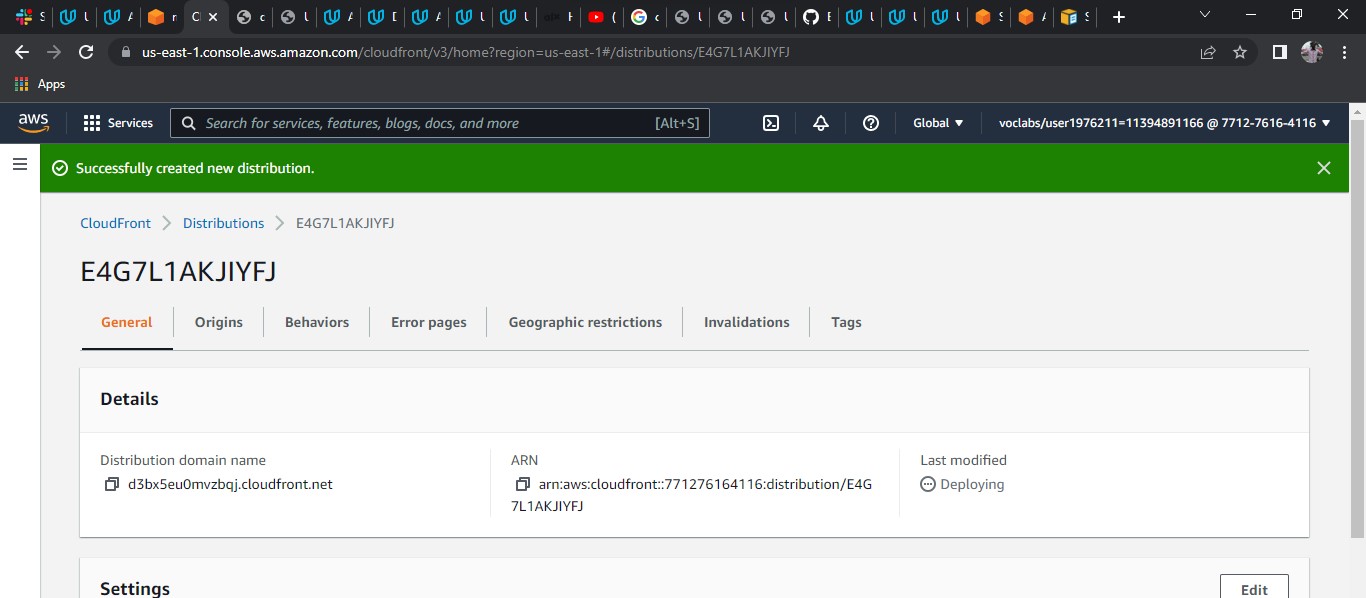 us-east-1.console.aws.amazon.com/cloudfront/v3/home?region=us-east-1#/distributions/E4G7L1AKJIYFJ
Apps
aws Services Search for services, features, blogs, docs, and more [Alt+S] Global voclabs/user1976211=11394891166 @ 7712-7616-4116
Successfully created new distribution.
CloudFront Distributions E4G7L1AKJIYFJ
E4G7L1AKJIYFJ
General Origins Behaviors Error pages Geographic restrictions Invalidations Tags
Details
Distribution domain name
d3bx5eu0mvzbqj.cloudfront.net
ARN
arn:aws:cloudfront::771276164116:distribution/E4G
7L1AKJIYFJ
Last modified
Deploying
Settings Edit